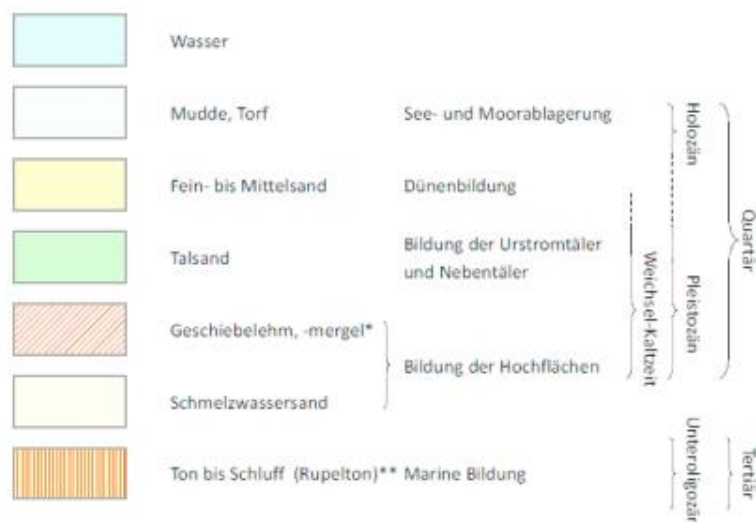 Wasser
Mudde, Torf See- und Moorablagerung
Fein- bis Mittelsand Dünenbildung
Talsand Bildung der Urstromtäler
und Nebentäler
Geschiebelehm, -mergel*
Bildung der Hochflächen
Schmelzwassersand
Ton bis Schluff (Rupelton)** Marine Bildung
Weichsel-Kaltzeit
Holozän
Pleistozän
Quartär
Unteroligozän
Tertiär